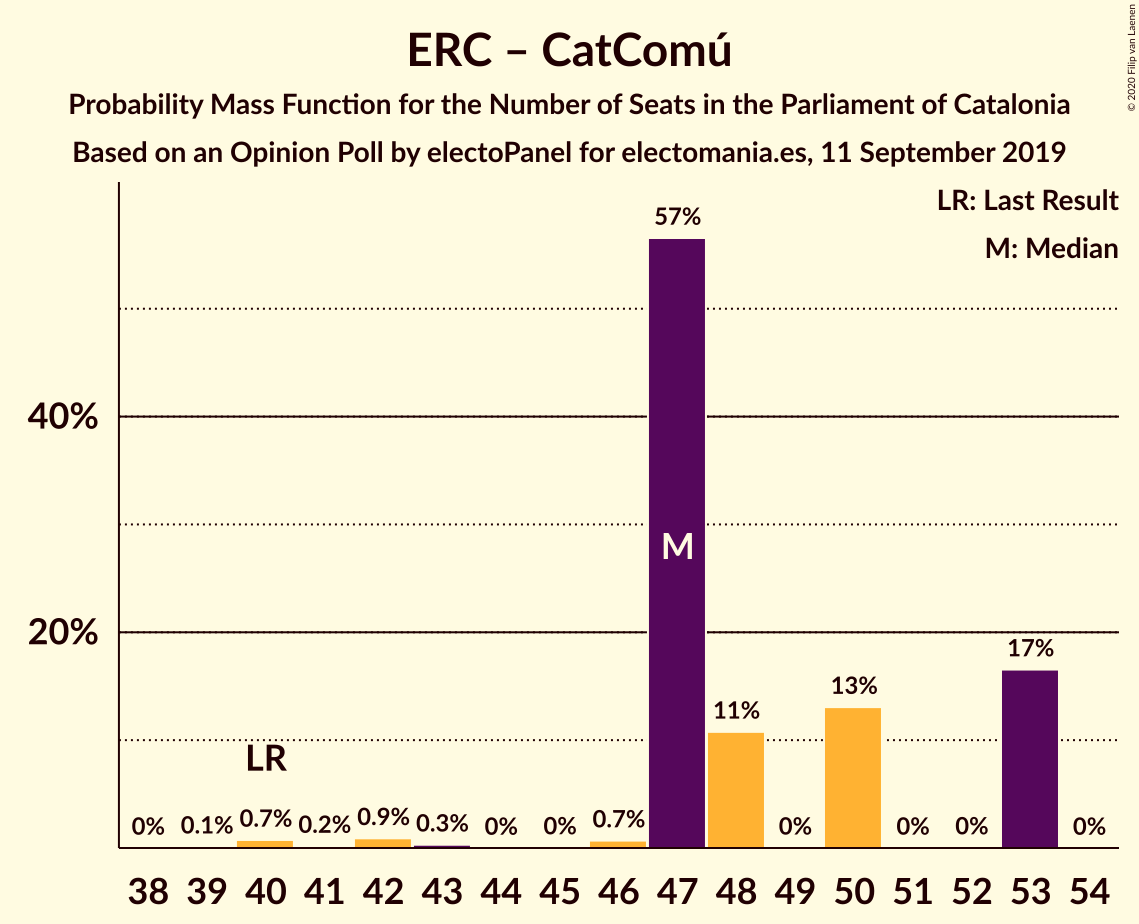 ERC – CatComú
Probability Mass Function for the Number of Seats in the Parliament of Catalonia
Based on an Opinion Poll by electoPanel for electomania.es, 11 September 2019
© 2020 Filip van Laenen
LR: Last Result
M: Median
57%
40%
M
20%
17%
13%
11%
LR
0% 0.1% 0.7% 0.2% 0.9% 0.3% 0% 0% 0.7% 0% 0% 0% 0%
38 39 40 41 42 43 44 45 46 47 48 49 50 51 52 53 54